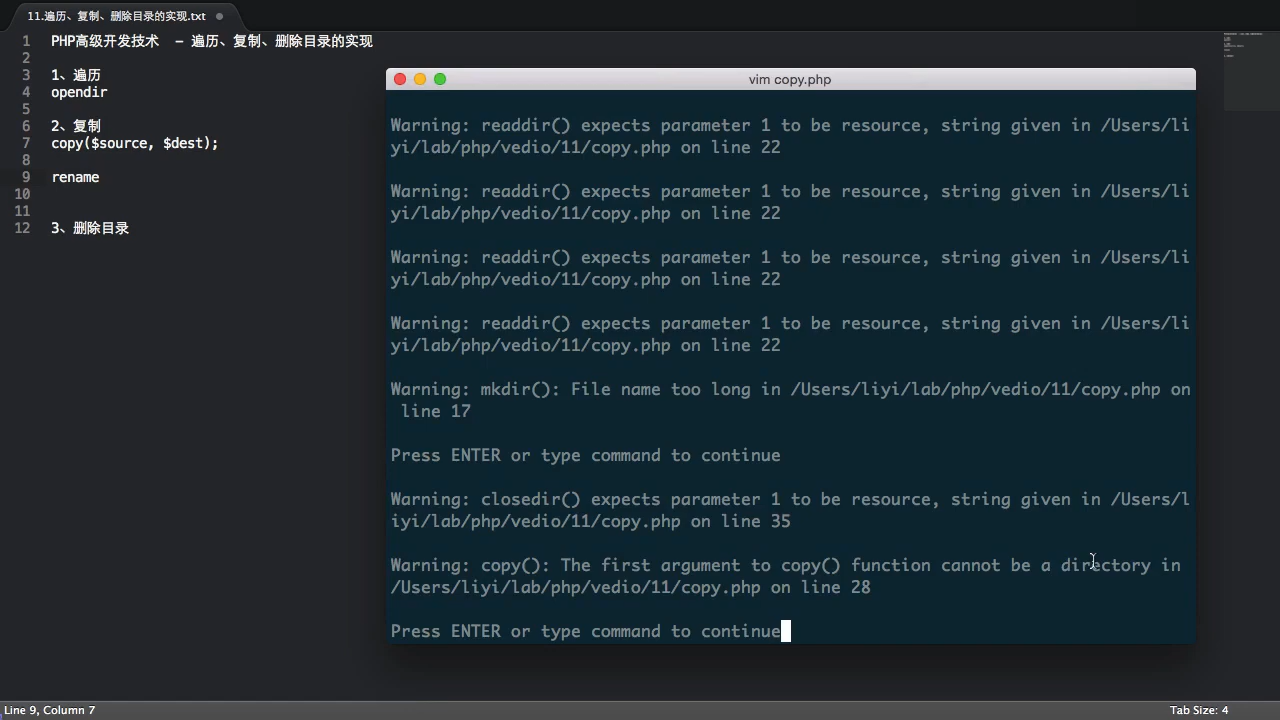 11.遍历、复制、删除目录的实现.txt
1 PHP高级开发技术 - 遍历、复制、删除目录的实现
2
3 1、遍历
4 opendir
5
6 2、复制
7 copy($source, $dest);
8
9 rename
10
11
12 3、删除目录
vim copy.php
Warning: readdir() expects parameter 1 to be resource, string given in /Users/li
yi/lab/php/vedio/11/copy.php on line 22
Warning: readdir() expects parameter 1 to be resource, string given in /Users/li
yi/lab/php/vedio/11/copy.php on line 22
Warning: readdir() expects parameter 1 to be resource, string given in /Users/li
yi/lab/php/vedio/11/copy.php on line 22
Warning: readdir() expects parameter 1 to be resource, string given in /Users/li
yi/lab/php/vedio/11/copy.php on line 22
Warning: mkdir(): File name too long in /Users/liyi/lab/php/vedio/11/copy.php on
line 17
Press ENTER or type command to continue
Warning: closedir() expects parameter 1 to be resource, string given in /Users/l
iyi/lab/php/vedio/11/copy.php on line 35
Warning: copy(): The first argument to copy() function cannot be a directory in
/Users/liyi/lab/php/vedio/11/copy.php on line 28
Press ENTER or type command to continue
Line 9, Column 7
Tab Size: 4